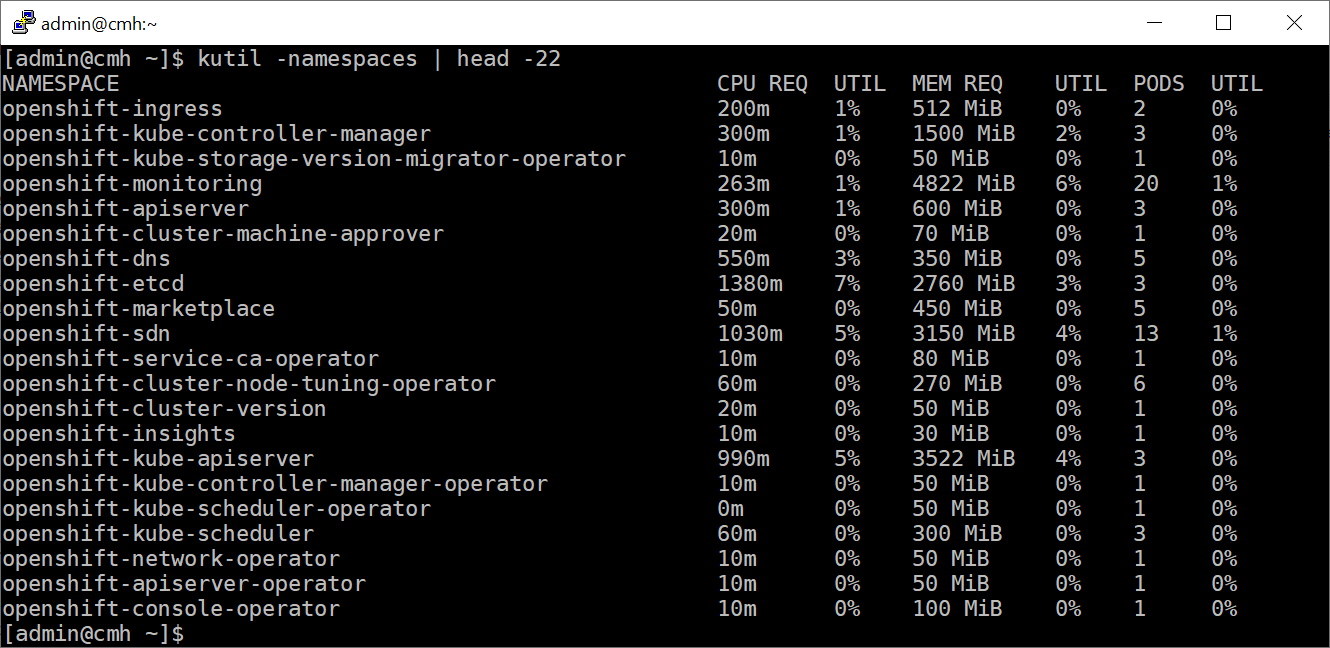 admin@cmh:~
[admin@cmh ~]$ kutil -namespaces | head -22
NAMESPACE CPU REQ UTIL MEM REQ UTIL PODS UTIL
openshift-ingress 200m 1% 512 MiB 0% 2 0%
openshift-kube-controller-manager 300m 1% 1500 MiB 2% 3 0%
openshift-kube-storage-version-migrator-operator 10m 0% 50 MiB 0% 1 0%
openshift-monitoring 263m 1% 4822 MiB 6% 20 1%
openshift-apiserver 300m 1% 600 MiB 0% 3 0%
openshift-cluster-machine-approver 20m 0% 70 MiB 0% 1 0%
openshift-dns 550m 3% 350 MiB 0% 5 0%
openshift-etcd 1380m 7% 2760 MiB 3% 3 0%
openshift-marketplace 50m 0% 450 MiB 0% 5 0%
openshift-sdn 1030m 5% 3150 MiB 4% 13 1%
openshift-service-ca-operator 10m 0% 80 MiB 0% 1 0%
openshift-cluster-node-tuning-operator 60m 0% 270 MiB 0% 6 0%
openshift-cluster-version 20m 0% 50 MiB 0% 1 0%
openshift-insights 10m 0% 30 MiB 0% 1 0%
openshift-kube-apiserver 990m 5% 3522 MiB 4% 3 0%
openshift-kube-controller-manager-operator 10m 0% 50 MiB 0% 1 0%
openshift-kube-scheduler-operator 0m 0% 50 MiB 0% 1 0%
openshift-kube-scheduler 60m 0% 300 MiB 0% 3 0%
openshift-network-operator 10m 0% 50 MiB 0% 1 0%
openshift-apiserver-operator 10m 0% 50 MiB 0% 1 0%
openshift-console-operator 10m 0% 100 MiB 0% 1 0%
[admin@cmh ~]$